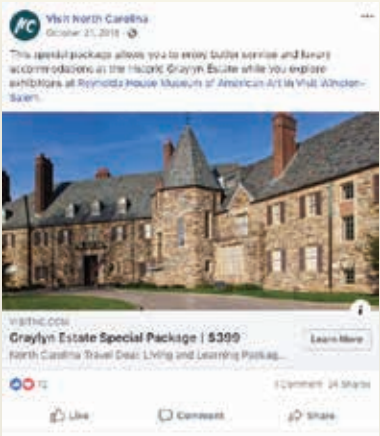 Visit North Carolina
October 21, 2018
This special package allows you to enjoy butler service and luxury
accommodations at the historic Graylyn Estate while you explore
exhibitions at Reynolda House Museum of American Art in Visit Winston-
Salem.
VISITNC.COM
Graylyn Estate Special Package | $399
Learn More
North Carolina Travel Deal: Living and Learning Packag...
1 Comment 24 Shares
Like
Comment
Share